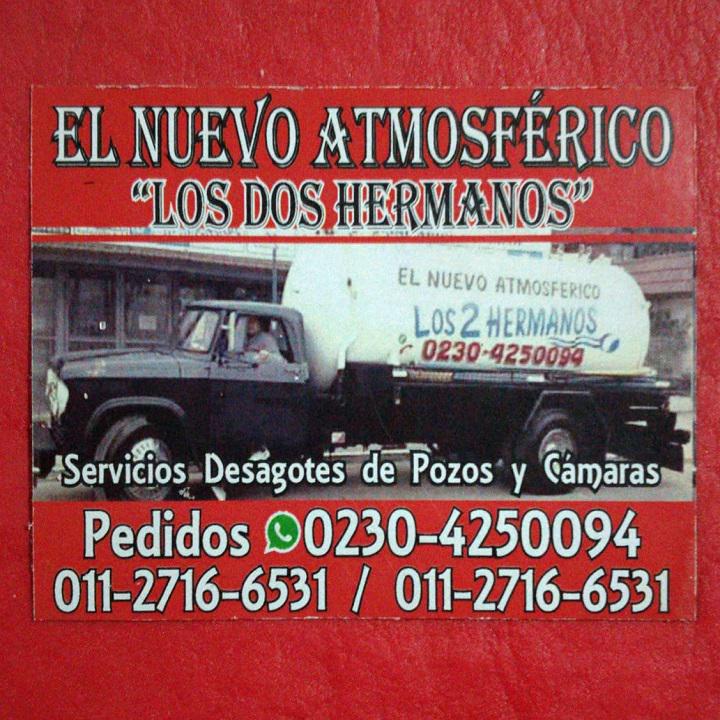 EL NUEVO ATMOSFÉRICO
"LOS DOS HERMANOS"
EL NUEVO ATMOSFERICO
LOS 2 HERMANOS
0230-4250094
Servicios Desagotes de Pozos y Cámaras
Pedidos 0230-4250094
011-2716-6531 / 011-2716-6531